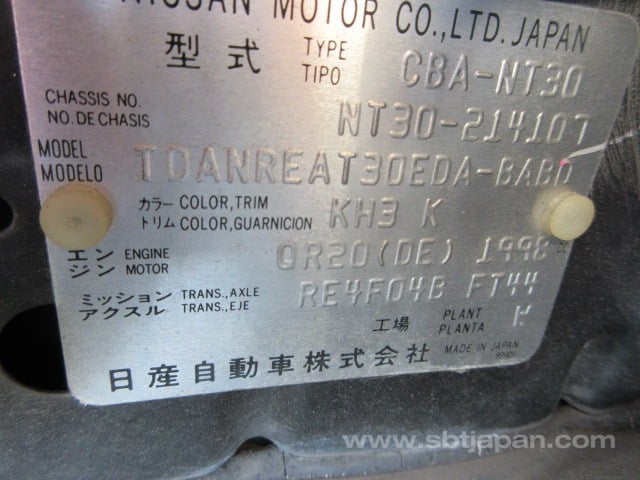 NISSAN MOTOR CO., LTD. JAPAN
型式 TYPE TIPO CBA-NT30
CHASSIS NO. NO. DE CHASIS NT30-214107
MODEL MODELO TDANREAT30EDA-BABD
カラー トリム COLOR, TRIM COLOR, GUARNICION KH3 K
エンジン ENGINE MOTOR QR20(DE) 1998 cc
ミッション アクスル TRANS., AXLE TRANS., EJE RE4F04B FT44
工場 PLANT PLANTA
日産自動車株式会社 MADE IN JAPAN
www.sbtjapan.com